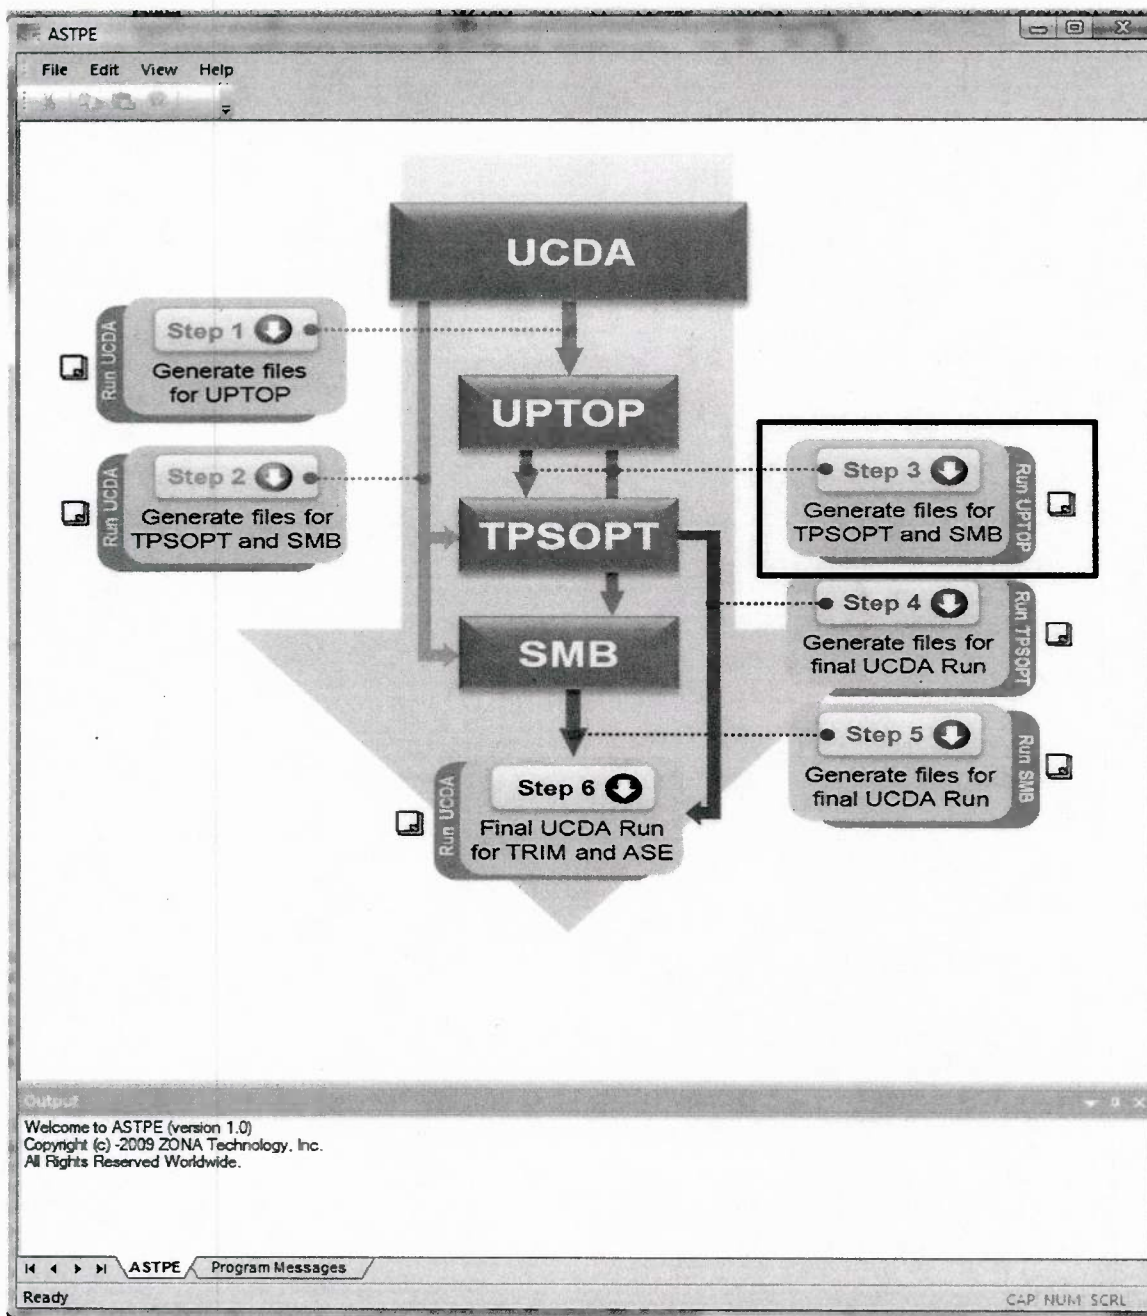 ASTPE
File Edit View Help
UCDA
Run UCDA
Step 1
Generate files
for UPTOP
UPTOP
Run UCDA
Step 2
Generate files for
TPSOPT and SMB
Step 3
Generate files for
TPSOPT and SMB
Run UPTOP
TPSOPT
Step 4
Generate files for
final UCDA Run
Run TPSOPT
SMB
Step 5
Generate files for
final UCDA Run
Run SMB
Run UCDA
Step 6
Final UCDA Run
for TRIM and ASE
Output
Welcome to ASTPE (version 1.0)
Copyright (c) -2009 ZONA Technology, Inc.
All Rights Reserved Worldwide.
ASTPE Program Messages
Ready
CAP NUM SCRL